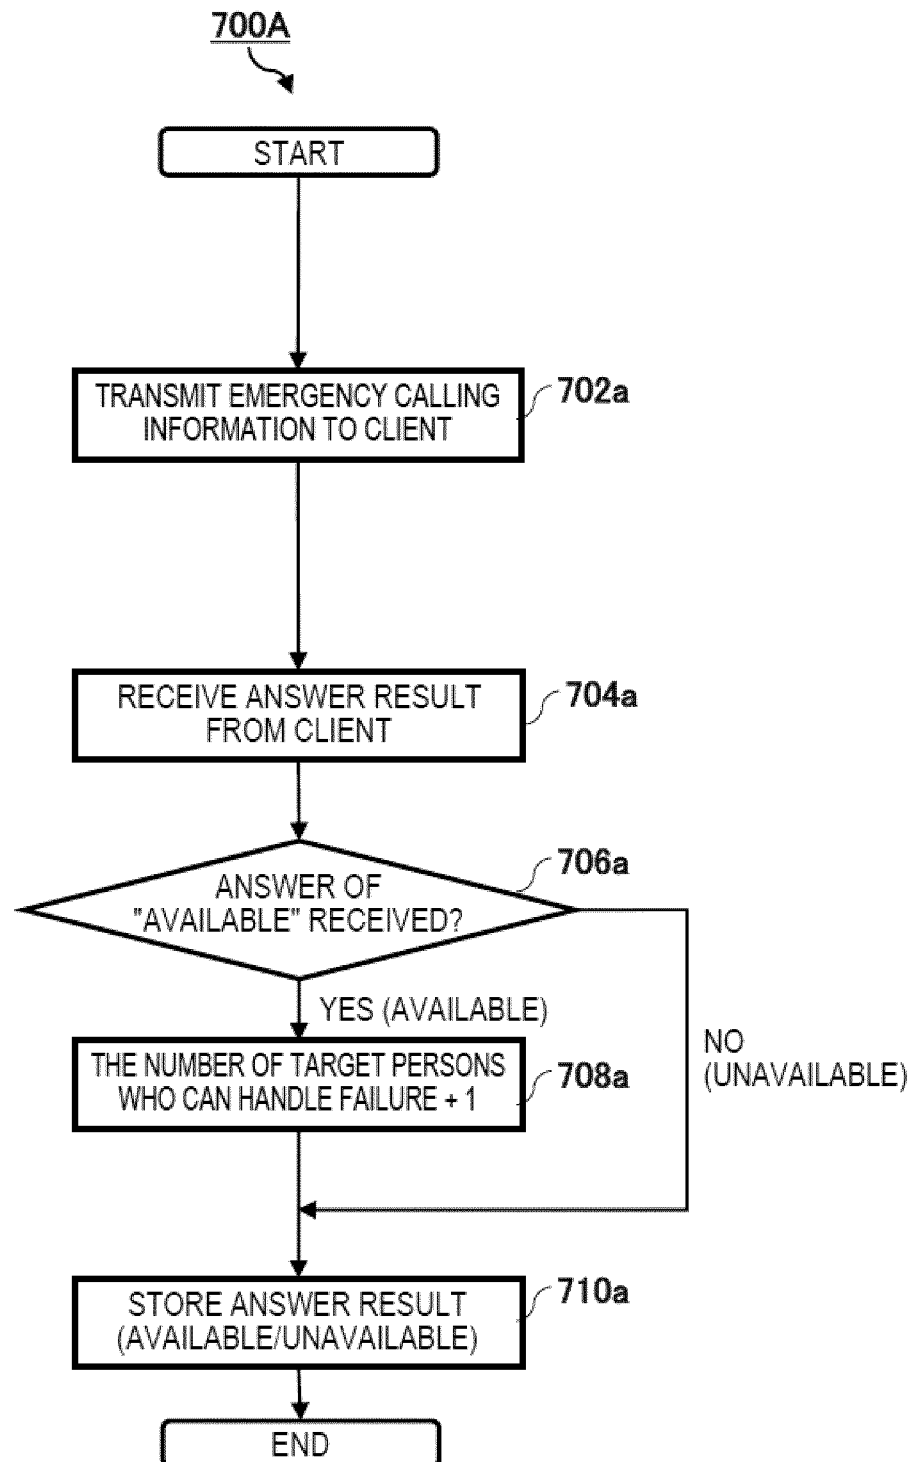 700A
START
TRANSMIT EMERGENCY CALLING
INFORMATION TO CLIENT
702a
RECEIVE ANSWER RESULT
FROM CLIENT
704a
ANSWER OF
"AVAILABLE" RECEIVED?
706a
YES (AVAILABLE)
NO
(UNAVAILABLE)
THE NUMBER OF TARGET PERSONS
WHO CAN HANDLE FAILURE + 1
708a
STORE ANSWER RESULT
(AVAILABLE/UNAVAILABLE)
710a
END